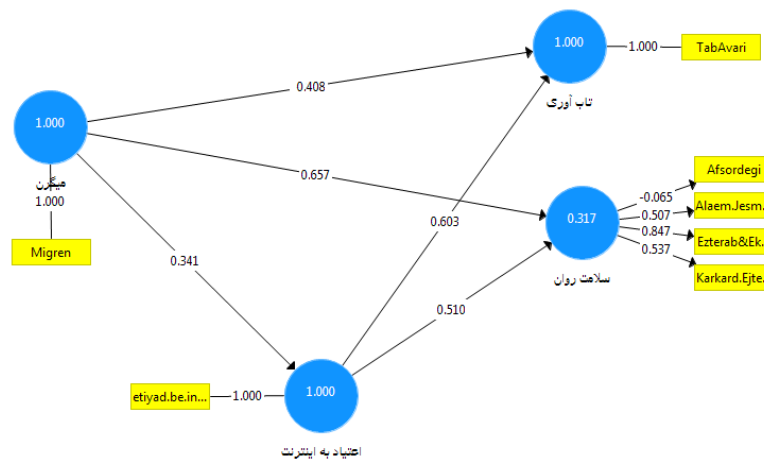 1.000
1.000
TabAvari
تاب آوری
0.408
1.000
میگرن
1.000
Migren
0.657
Afsordegi
-0.065
Alaem.Jesm...
0.507
0.317
0.847
Ezterab&Ek...
0.537
Karkard.Ejte...
سلامت روان
0.603
0.341
0.510
etiyad.be.in...
1.000
1.000
اعتیاد به اینترنت